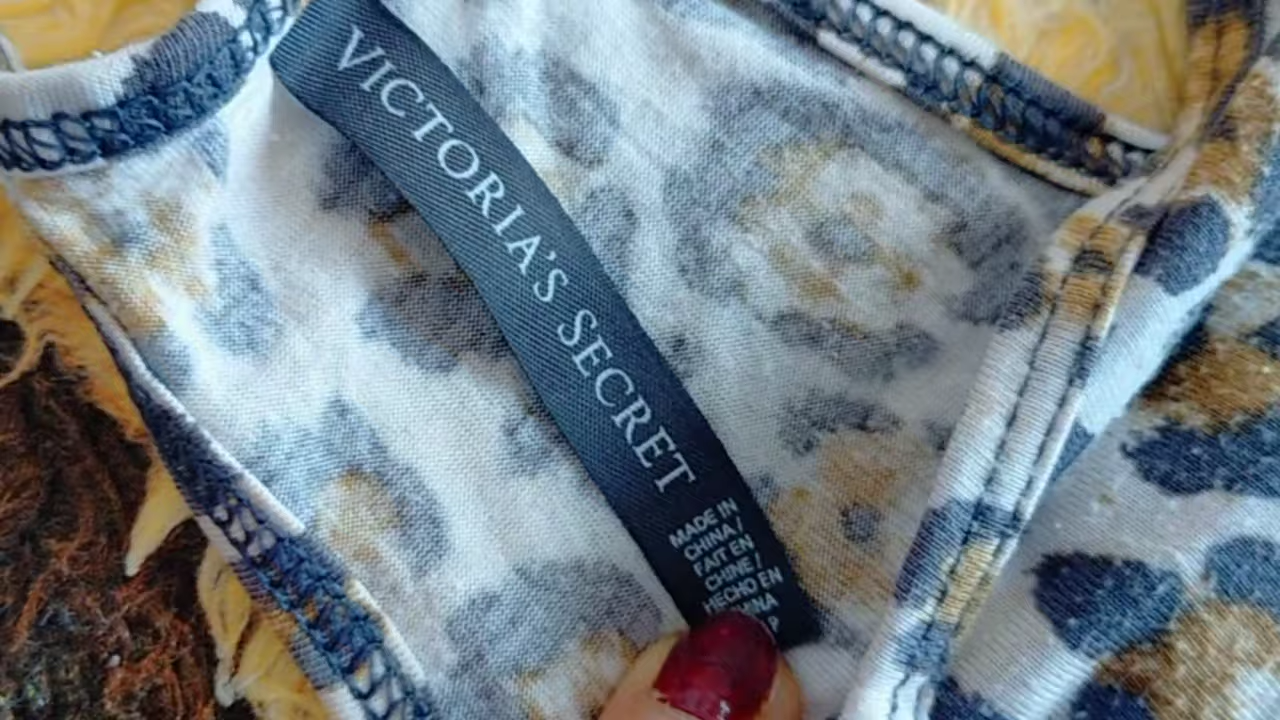 VICTORIA'S SECRET
MADE IN
CHINA /
FAIT EN
CHINE /
HECHO EN